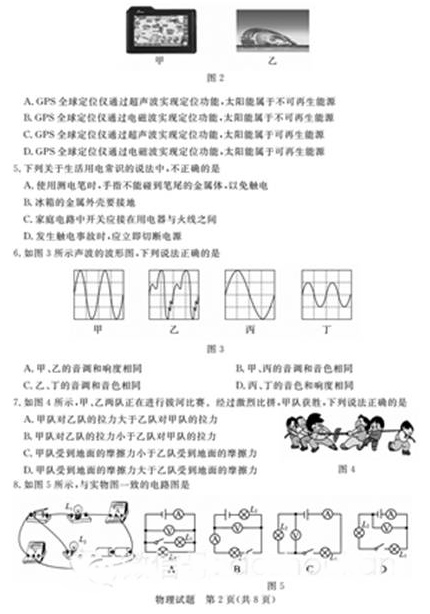 甲
乙
图 2
A. GPS 全球定位仪通过超声波实现定位功能,太阳能属于不可再生能源
B. GPS 全球定位仪通过电磁波实现定位功能,太阳能属于不可再生能源
C. GPS 全球定位仪通过超声波实现定位功能,太阳能属于可再生能源
D. GPS 全球定位仪通过电磁波实现定位功能,太阳能属于可再生能源
5. 下列关于生活用电常识的说法中,不正确的是
A. 使用测电笔时,手指不能碰到笔尾的金属体,以免触电
B. 冰箱的金属外壳要接地
C. 家庭电路中开关应接在用电器与火线之间
D. 发生触电事故时,应立即切断电源
6. 如图 3 所示声波的波形图,下列说法正确的是
甲 乙 丙 丁
图 3
A. 甲、乙的音调和响度相同 B. 甲、丙的音调和音色相同
C. 乙、丁的音调和音色相同 D. 丙、丁的音色和响度相同
7. 如图 4 所示,甲、乙两队正在进行拔河比赛。经过激烈比拼,甲队获胜,下列说法正确的是
A. 甲队对乙队的拉力大于乙队对甲队的拉力
B. 甲队对乙队的拉力小于乙队对甲队的拉力
C. 甲队受到地面的摩擦力小于乙队受到地面的摩擦力
D. 甲队受到地面的摩擦力大于乙队受到地面的摩擦力
图 4
8. 如图 5 所示,与实物图一致的电路图是
A B C D
图 5
物理试题 第 2 页(共 8 页)